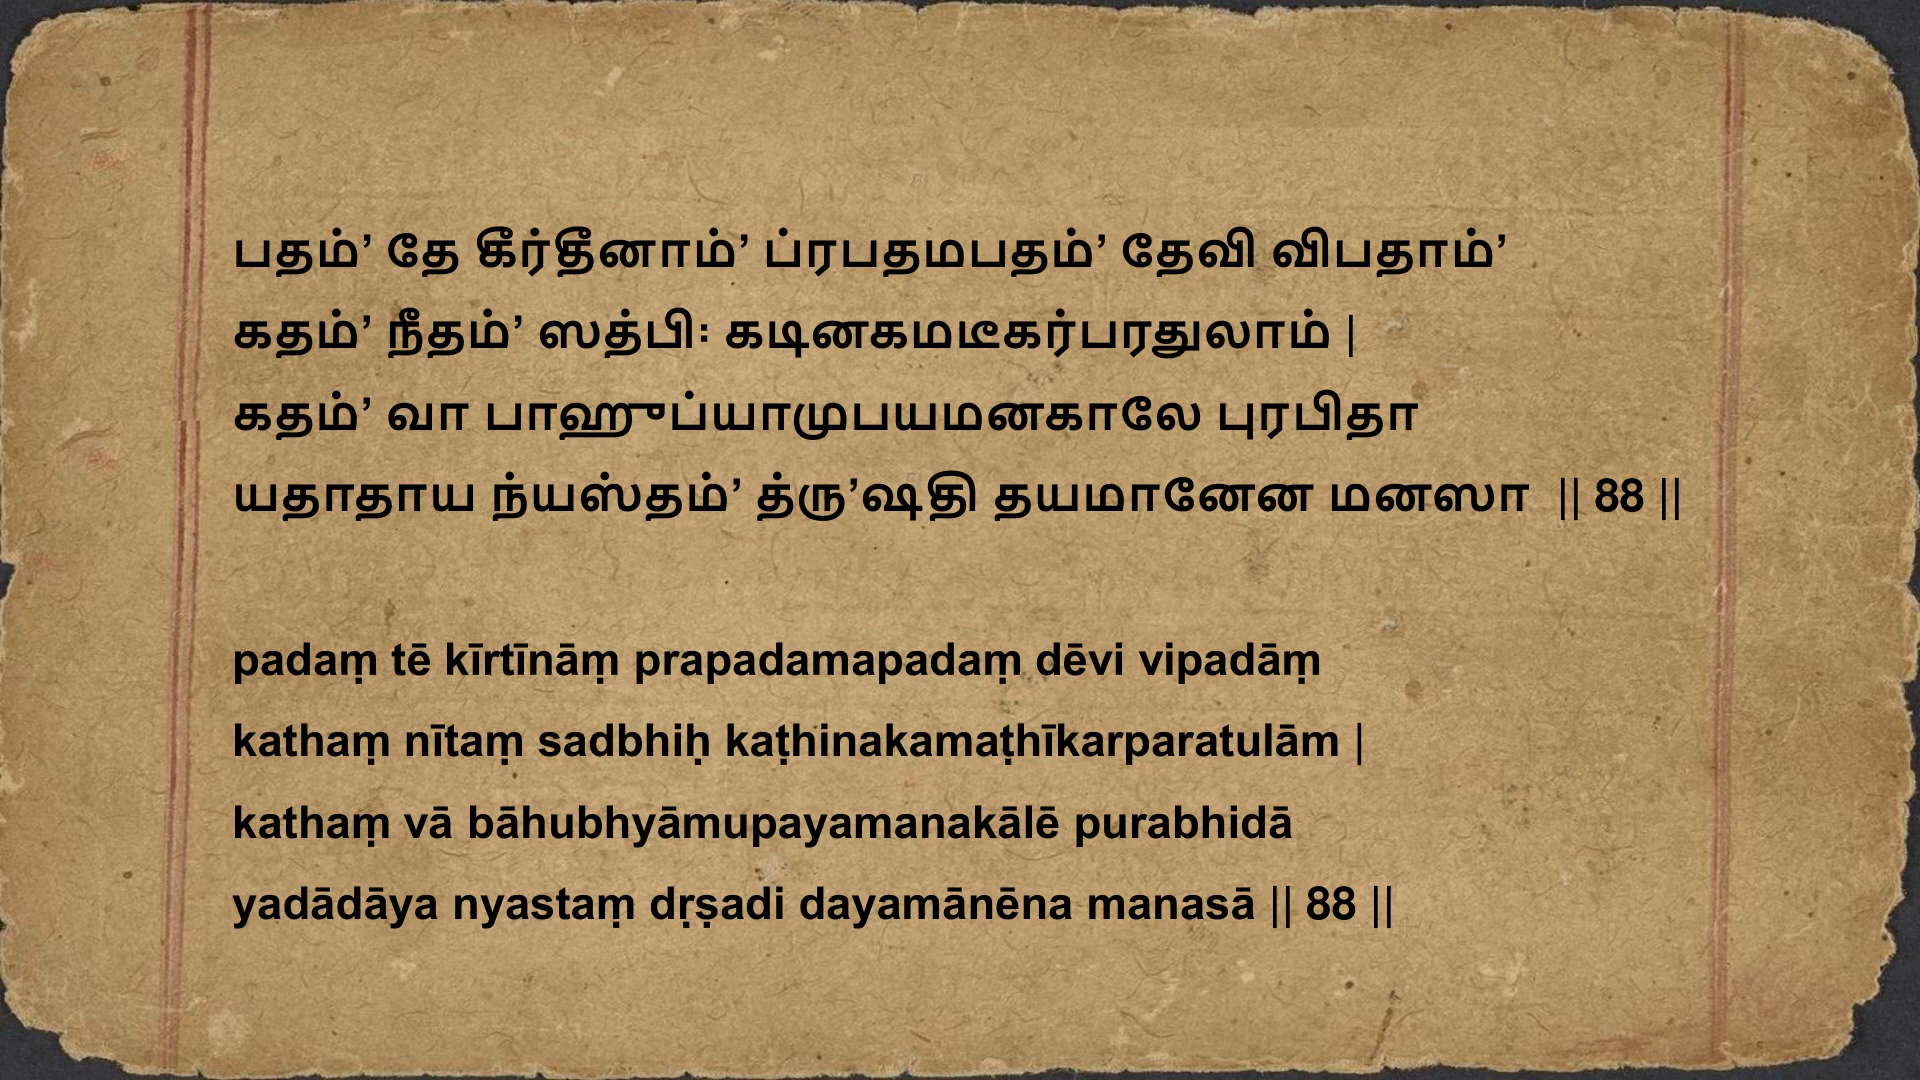 பதம்’ தே கீர்தீனாம்’ ப்ரபதமபதம்’ தேவி விபதாம்’
கதம்’ நீதம்’ ஸத்பி꞉ கடினகமடீகர்பரதுலாம் |
கதம்’ வா பாஹுப்யாமுபயமனகாலே புரபிதா
யதாதாய ந்யஸ்தம்’ த்ரு’ஷதி தயமானேன மனஸா || 88 ||
padaṃ tē kīrtīnāṃ prapadamapadaṃ dēvi vipadāṃ
kathaṃ nītaṃ sadbhiḥ kaṭhinakamaṭhīkarparatulām |
kathaṃ vā bāhubhyāmupayamanakālē purabhidā
yadādāya nyastaṃ dṛṣadi dayamānēna manasā || 88 ||